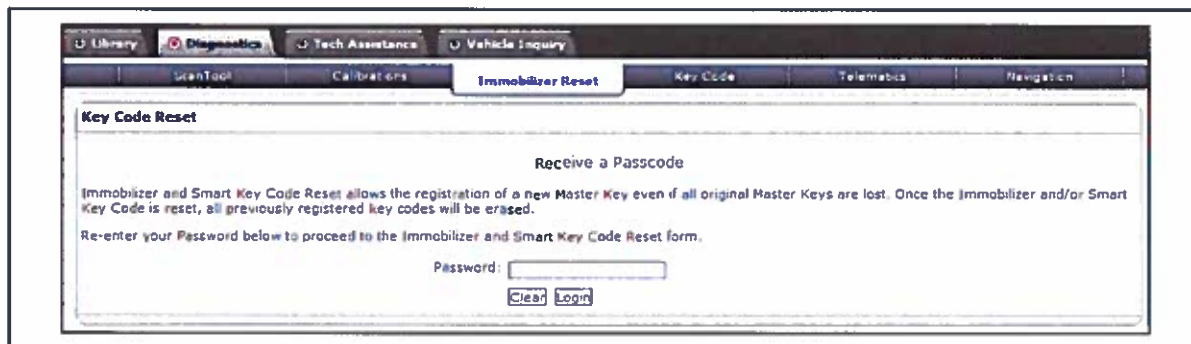 Library Diagnostics Tech Assistance Vehicle Inquiry
ScanTool Calibrations Immobilizer Reset Key Code Telematics Navigation
Key Code Reset
Receive a Passcode
Immobilizer and Smart Key Code Reset allows the registration of a new Master Key even if all original Master Keys are lost. Once the Immobilizer and/or Smart
Key Code is reset, all previously registered key codes will be erased.
Re-enter your Password below to proceed to the Immobilizer and Smart Key Code Reset form.
Password:
Clear Login